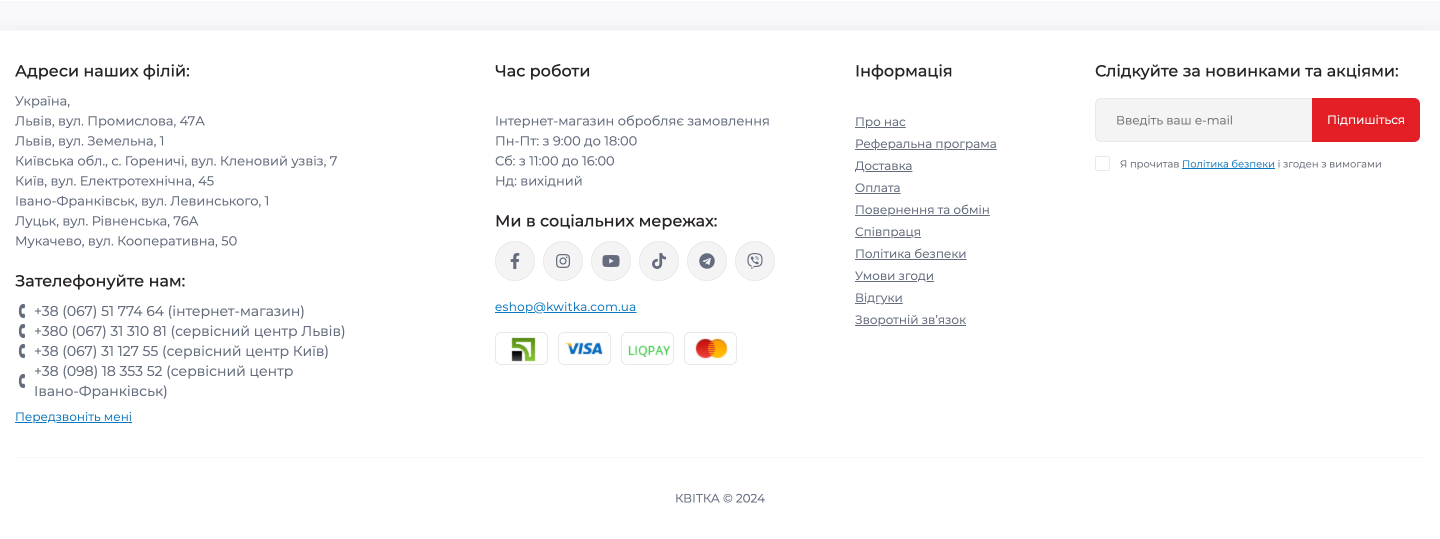 Адреси наших філій:
Україна,
Львів, вул. Промислова, 47А
Львів, вул. Земельна, 1
Київська обл., с. Гореничі, вул. Кленовий узвіз, 7
Київ, вул. Електротехнічна, 45
Івано-Франківськ, вул. Левинського, 1
Луцьк, вул. Рівненська, 76А
Мукачево, вул. Кооперативна, 50
Зателефонуйте нам:
+38 (067) 51 774 64 (інтернет-магазин)
+380 (067) 31 310 81 (сервісний центр Львів)
+38 (067) 31 127 55 (сервісний центр Київ)
+38 (098) 18 353 52 (сервісний центр
Івано-Франківськ)
Передзвоніть мені
Час роботи
Інтернет-магазин обробляє замовлення
Пн-Пт: з 9:00 до 18:00
Сб: з 11:00 до 16:00
Нд: вихідний
Ми в соціальних мережах:
eshop@kwitka.com.ua
VISA
LIQPAY
Інформація
Про нас
Реферальна програма
Доставка
Оплата
Повернення та обмін
Співпраця
Політика безпеки
Умови згоди
Відгуки
Зворотній зв'язок
Слідкуйте за новинками та акціями:
Введіть ваш e-mail
Підпишіться
Я прочитав Політика безпеки і згоден з вимогами
КВІТКА © 2024